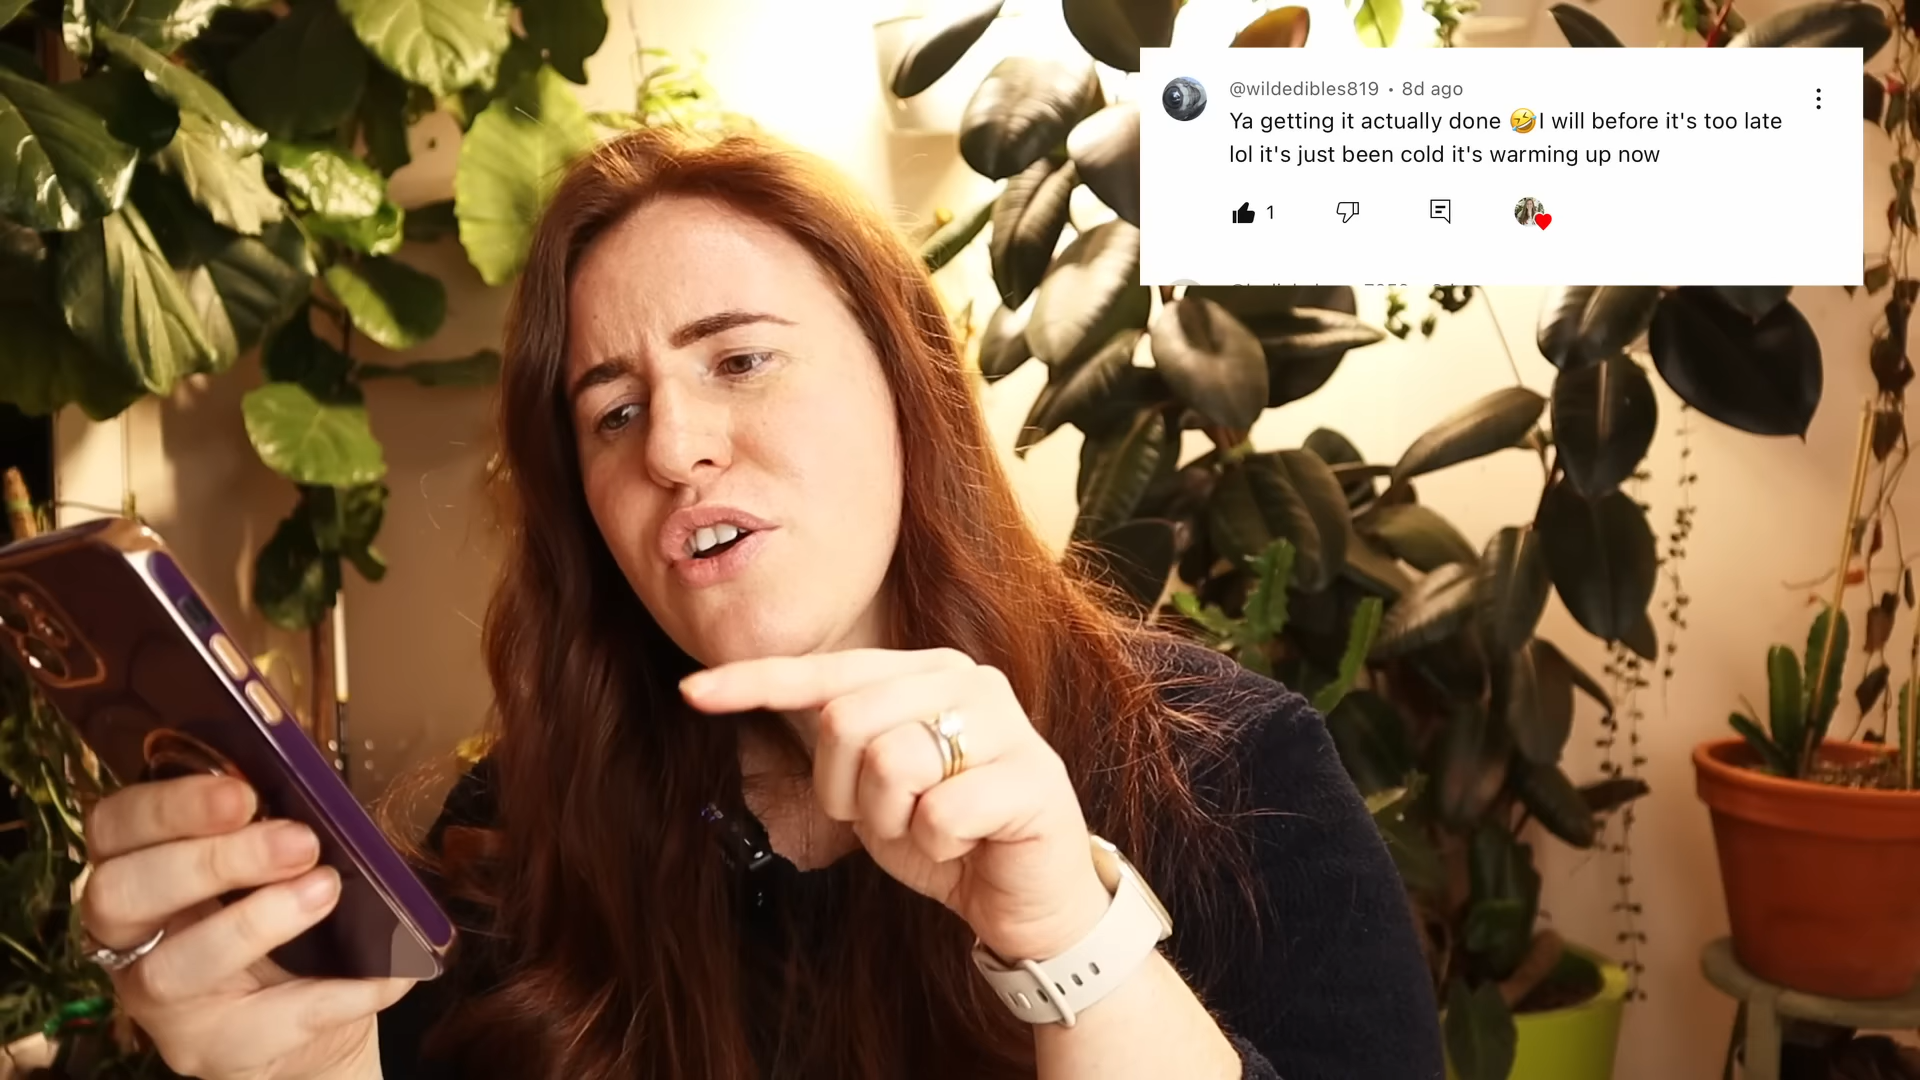 @wildedibles819 • 8d ago
Ya getting it actually done 🤣I will before it's too late
lol it's just been cold it's warming up now
1